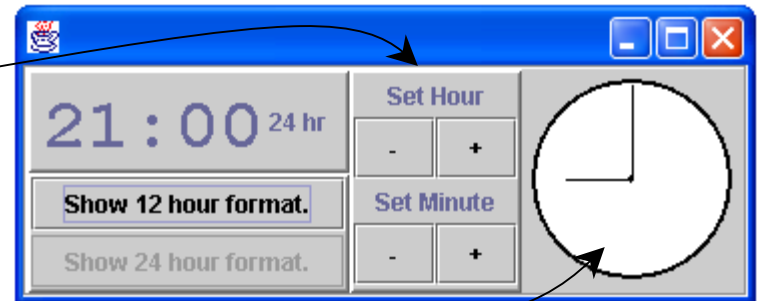 21:00 24 hr
Show 12 hour format.
Show 24 hour format.
Set Hour
- +
Set Minute
- +